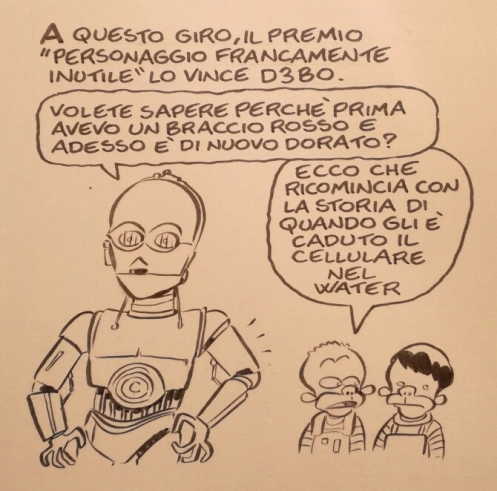 A QUESTO GIRO, IL PREMIO
"PERSONAGGIO FRANCAMENTE
INUTILE" LO VINCE D3BO.
VOLETE SAPERE PERCHÈ PRIMA
AVEVO UN BRACCIO ROSSO E
ADESSO È DI NUOVO DORATO?
ECCO CHE
RICOMINCIA CON
LA STORIA DI
QUANDO GLI È
CADUTO IL
CELLULARE
NEL
WATER
C